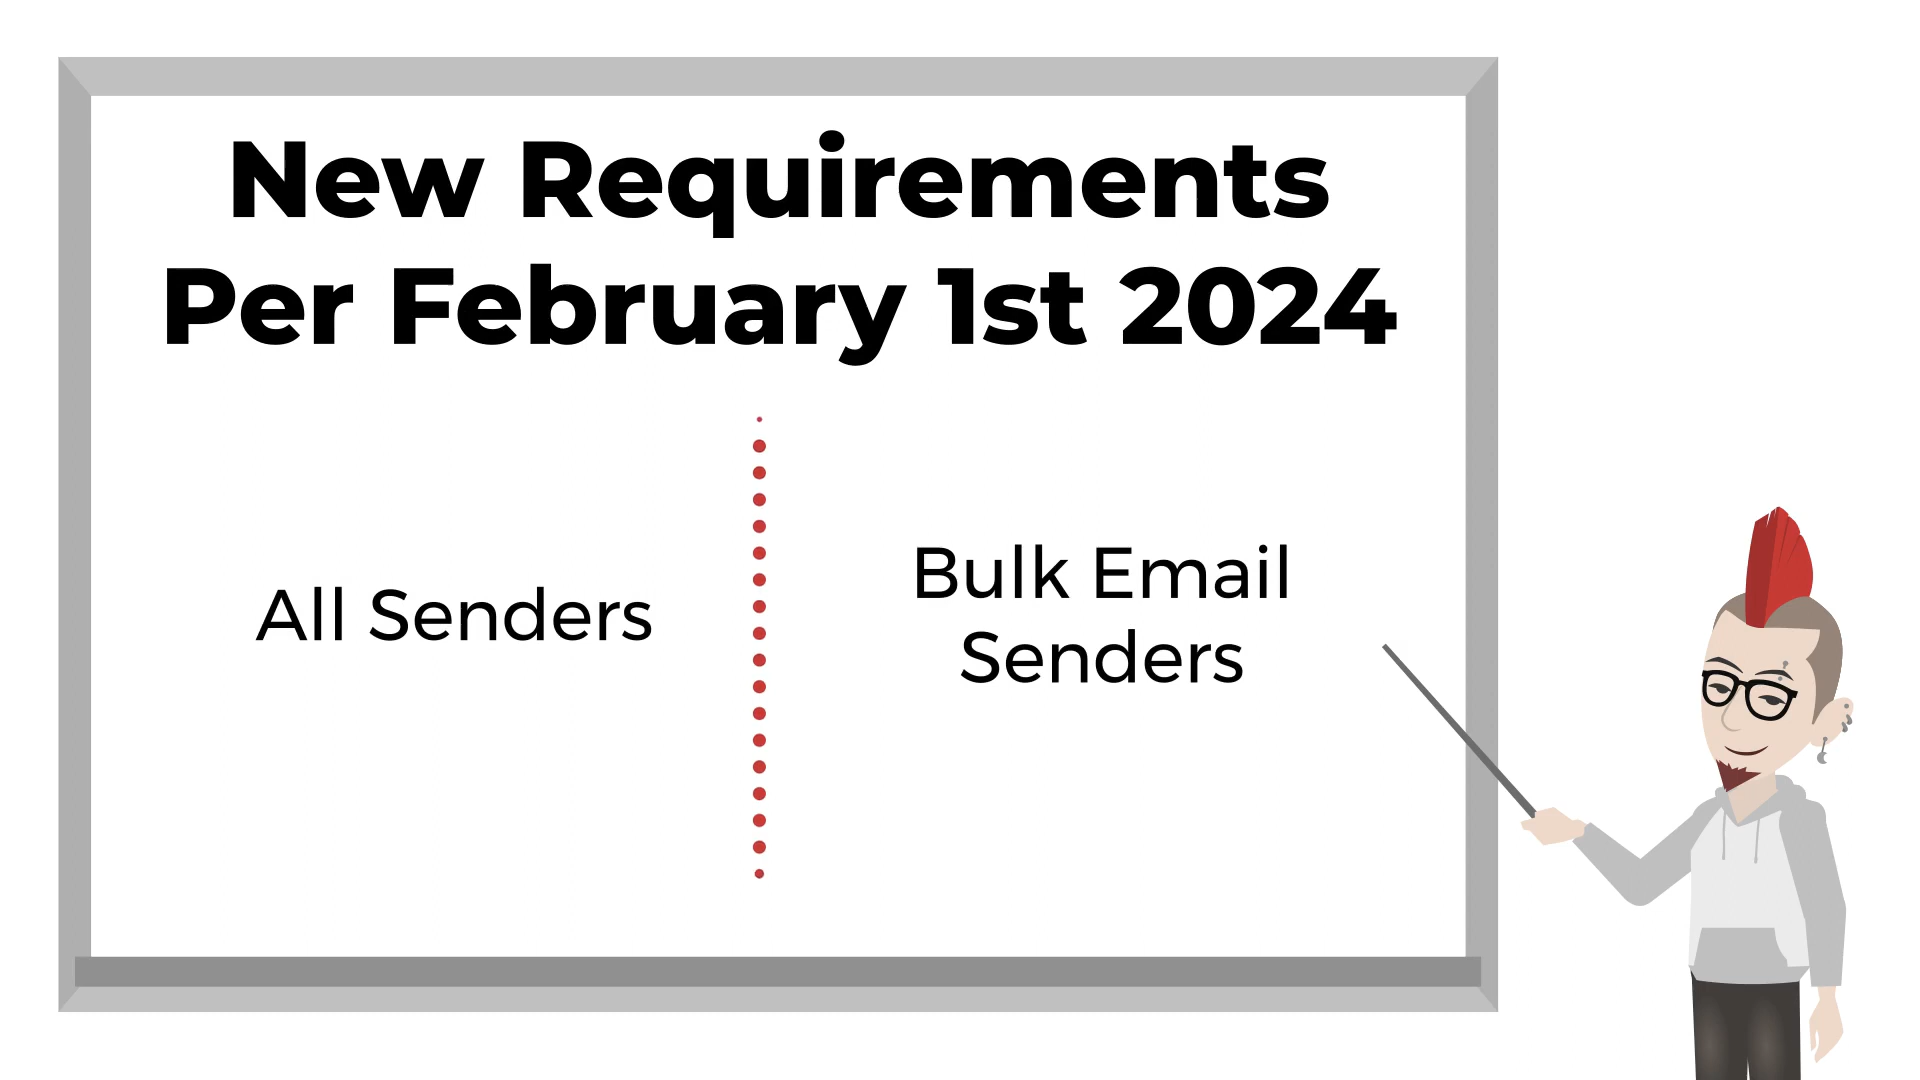 New Requirements
Per February 1st 2024
All Senders
Bulk Email
Senders